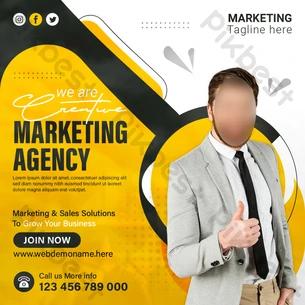 MARKETING
Tagline here
we are
Creative
MARKETING
AGENCY
Marketing & Sales Solutions
To Grow Your Business
JOIN NOW
www.webdemoname.here
Call us More info
123 456 789 000
pikbest